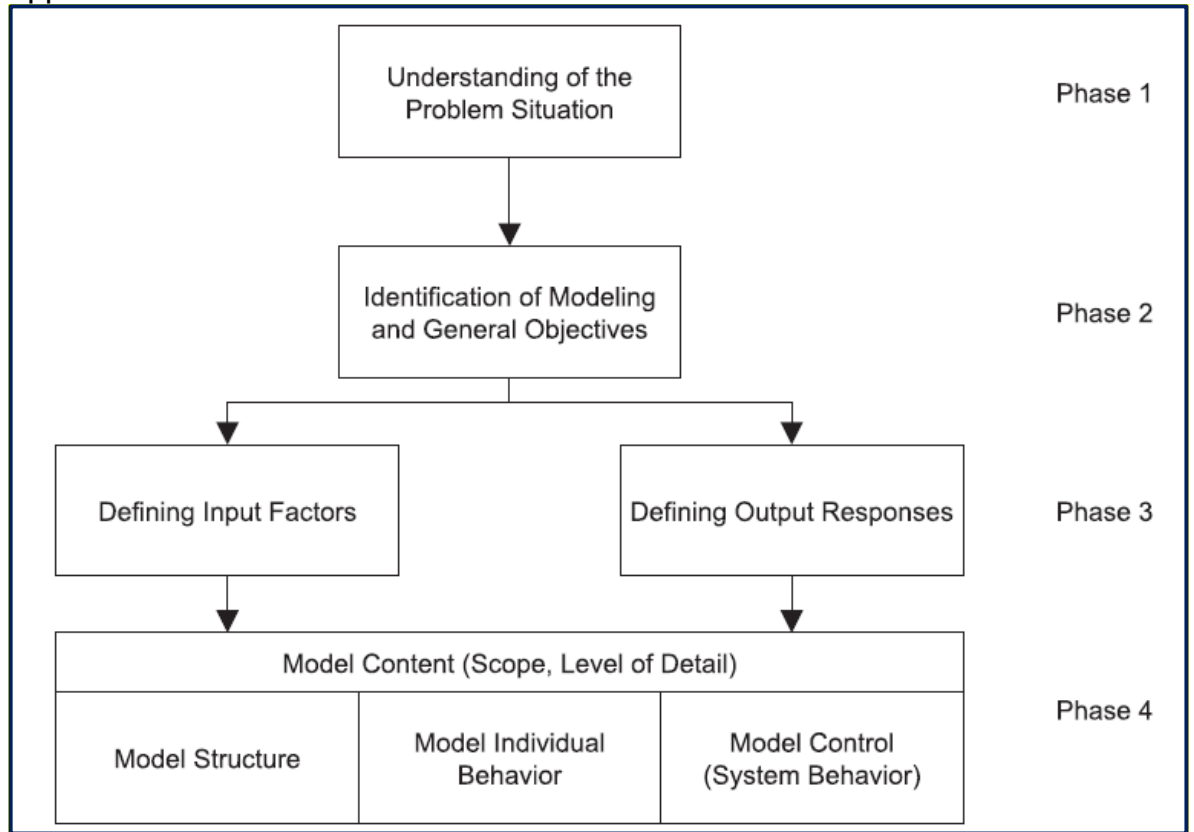 Understanding of the
Problem Situation
Phase 1
Identification of Modeling
and General Objectives
Phase 2
Defining Input Factors
Defining Output Responses
Phase 3
Model Content (Scope, Level of Detail)
Model Structure
Model Individual
Behavior
Model Control
(System Behavior)
Phase 4